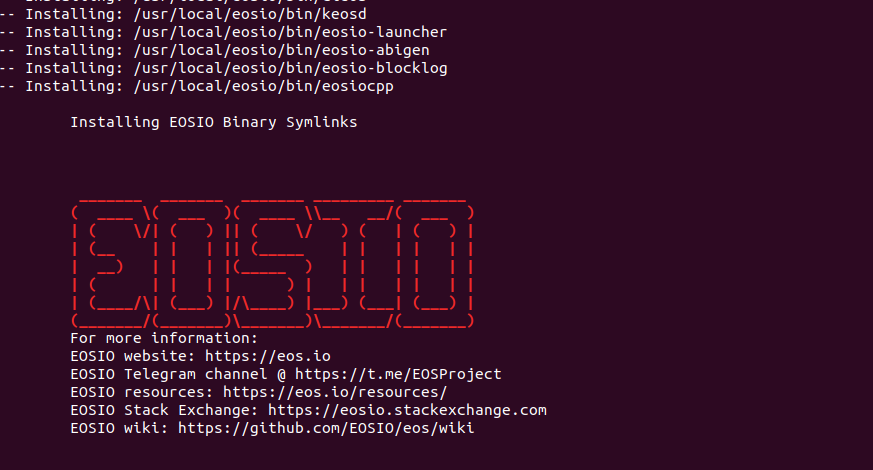 -- Installing: /usr/local/eosio/bin/keosd
-- Installing: /usr/local/eosio/bin/eosio-launcher
-- Installing: /usr/local/eosio/bin/eosio-abigen
-- Installing: /usr/local/eosio/bin/eosio-blocklog
-- Installing: /usr/local/eosio/bin/eosiocpp
Installing EOSIO Binary Symlinks
EOSIO
For more information:
EOSIO website: https://eos.io
EOSIO Telegram channel @ https://t.me/EOSProject
EOSIO resources: https://eos.io/resources/
EOSIO Stack Exchange: https://eosio.stackexchange.com
EOSIO wiki: https://github.com/EOSIO/eos/wiki